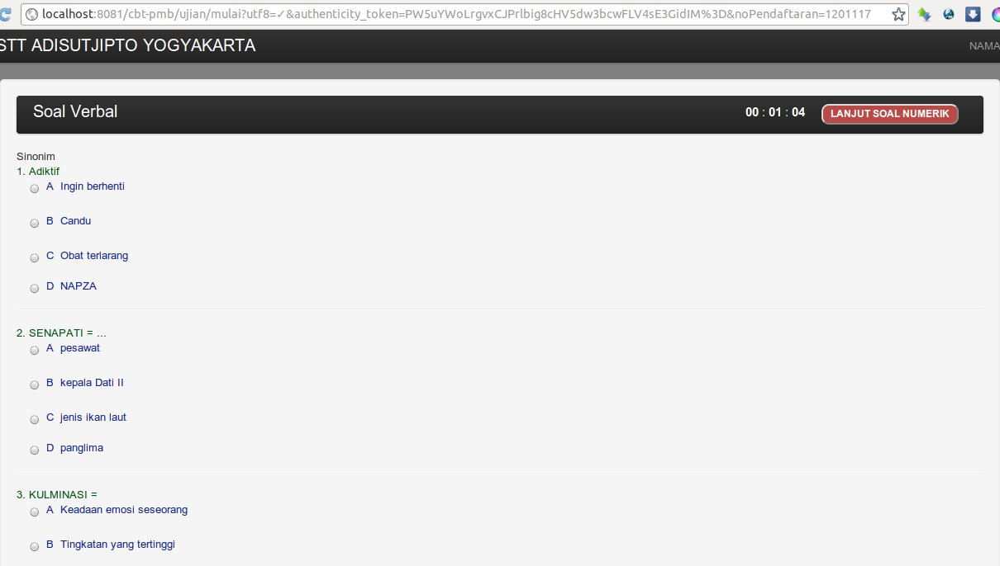 localhost:8081/cbt-pmb/ujian/mulai?utf8=✓&authenticity_token=PW5uYWoLrgvxCJPrlbig8cHV5dw3bcwFLV4sE3GidIM%3D&noPendaftaran=1201117
STT ADISUTJIPTO YOGYAKARTA
NAMA
Soal Verbal
00 : 01 : 04
LANJUT SOAL NUMERIK
Sinonim
1. Adiktif
A Ingin berhenti
B Candu
C Obat terlarang
D NAPZA
2. SENAPATI = ...
A pesawat
B kepala Dati II
C jenis ikan laut
D panglima
3. KULMINASI =
A Keadaan emosi seseorang
B Tingkatan yang tertinggi